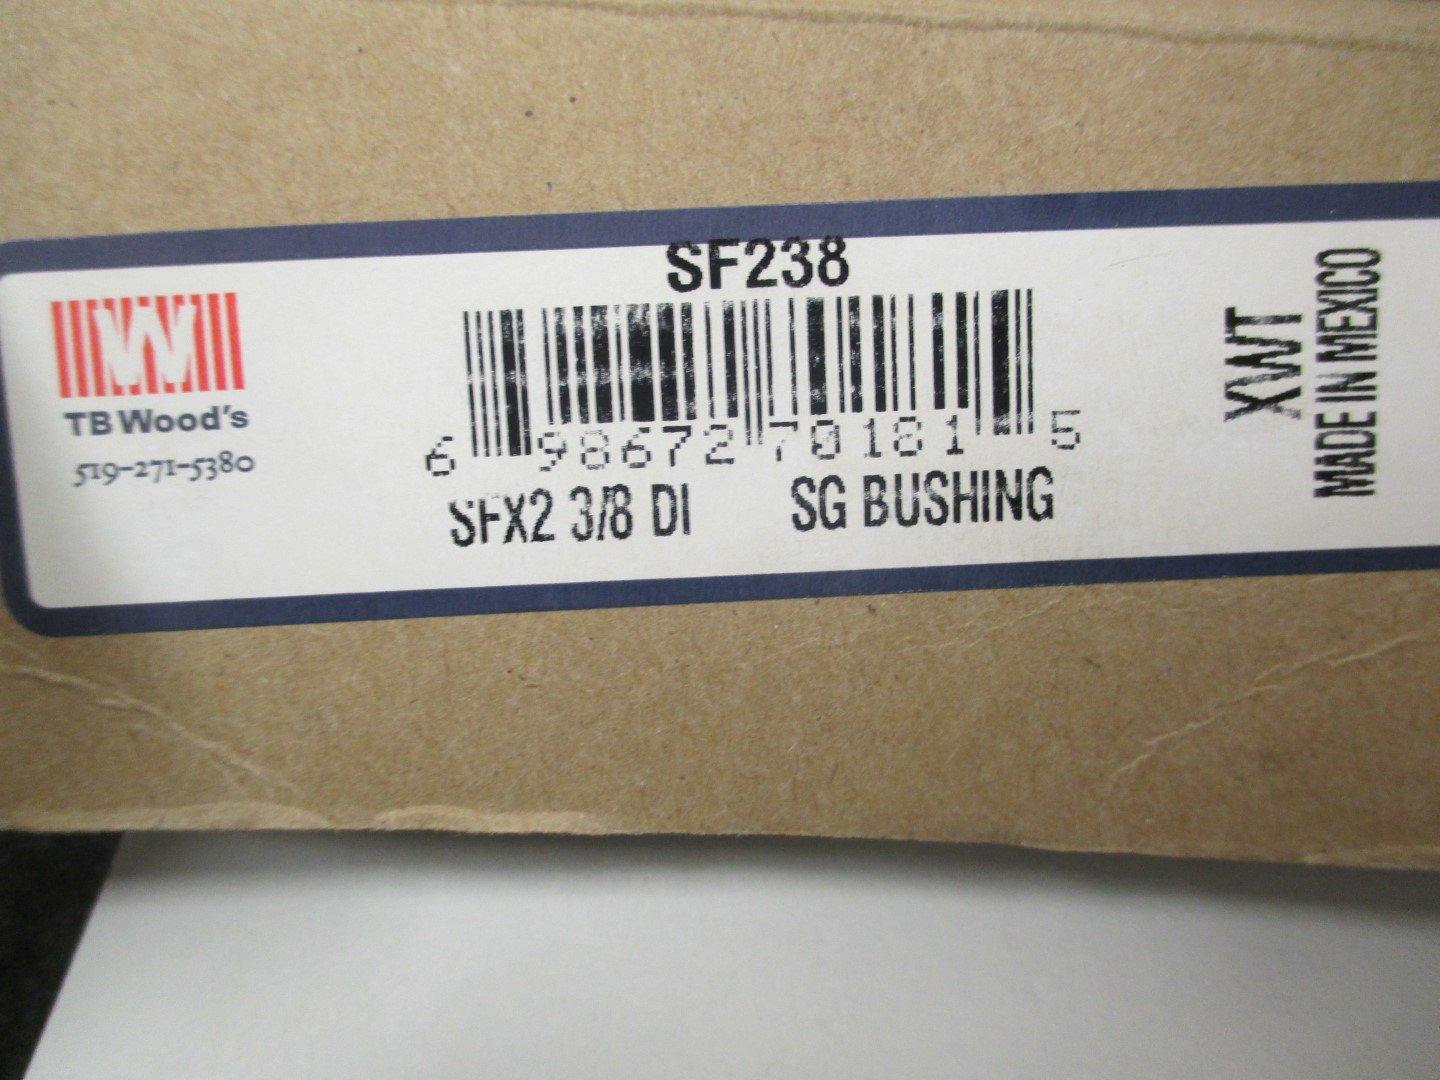 SF238
TB Wood's
519-271-5380
6 98672 70181 5
SFX2 3/8 DI SG BUSHING
XWT
MADE IN MEXICO